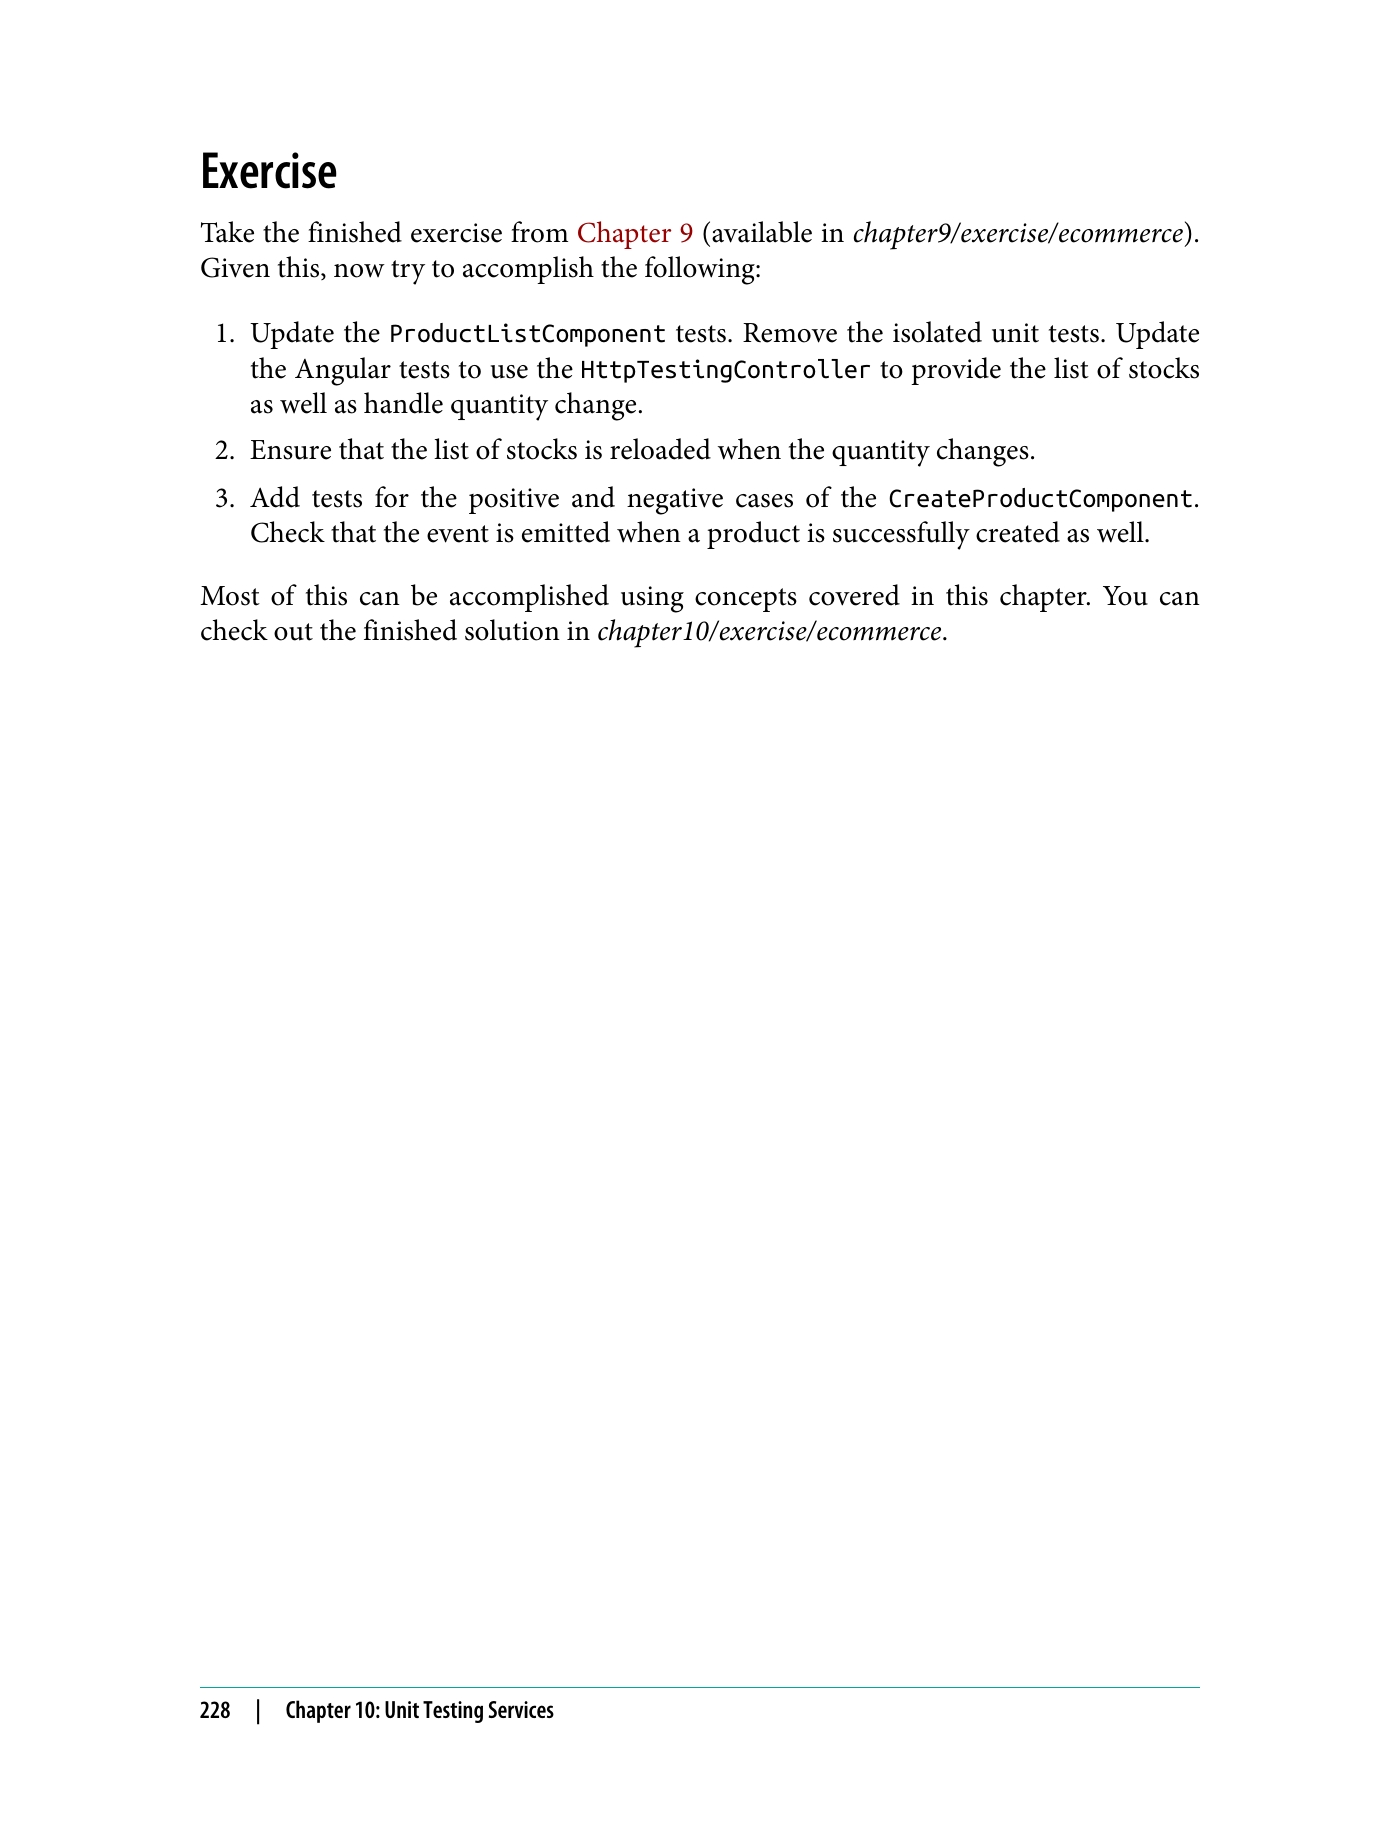 Exercise
Take the finished exercise from Chapter 9 (available in chapter9/exercise/ecommerce).
Given this, now try to accomplish the following:
1. Update the ProductListComponent tests. Remove the isolated unit tests. Update
the Angular tests to use the HttpTestingController to provide the list of stocks
as well as handle quantity change.
2. Ensure that the list of stocks is reloaded when the quantity changes.
3. Add tests for the positive and negative cases of the CreateProductComponent.
Check that the event is emitted when a product is successfully created as well.
Most of this can be accomplished using concepts covered in this chapter. You can
check out the finished solution in chapter10/exercise/ecommerce.
228 | Chapter 10: Unit Testing Services